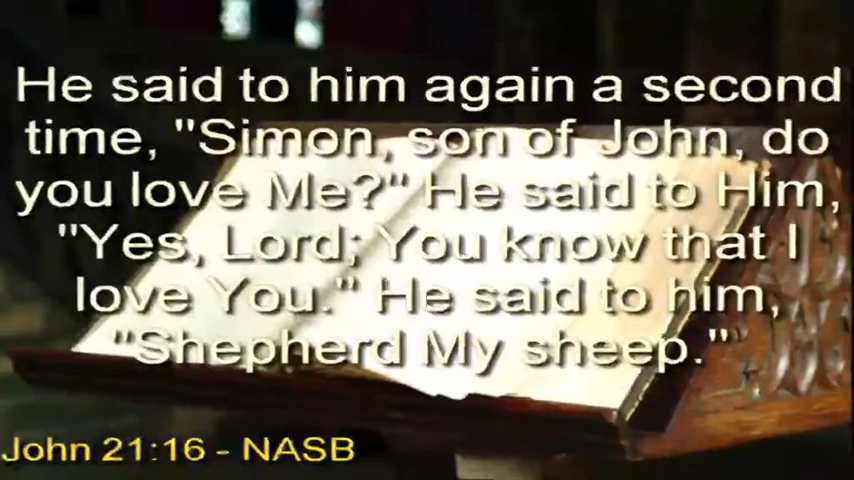 He said to him again a second
time, "Simon, son of John, do
you love Me?" He said to Him,
"Yes, Lord; You know that I
love You." He said to him,
"Shepherd My sheep."
John 21:16 - NASB